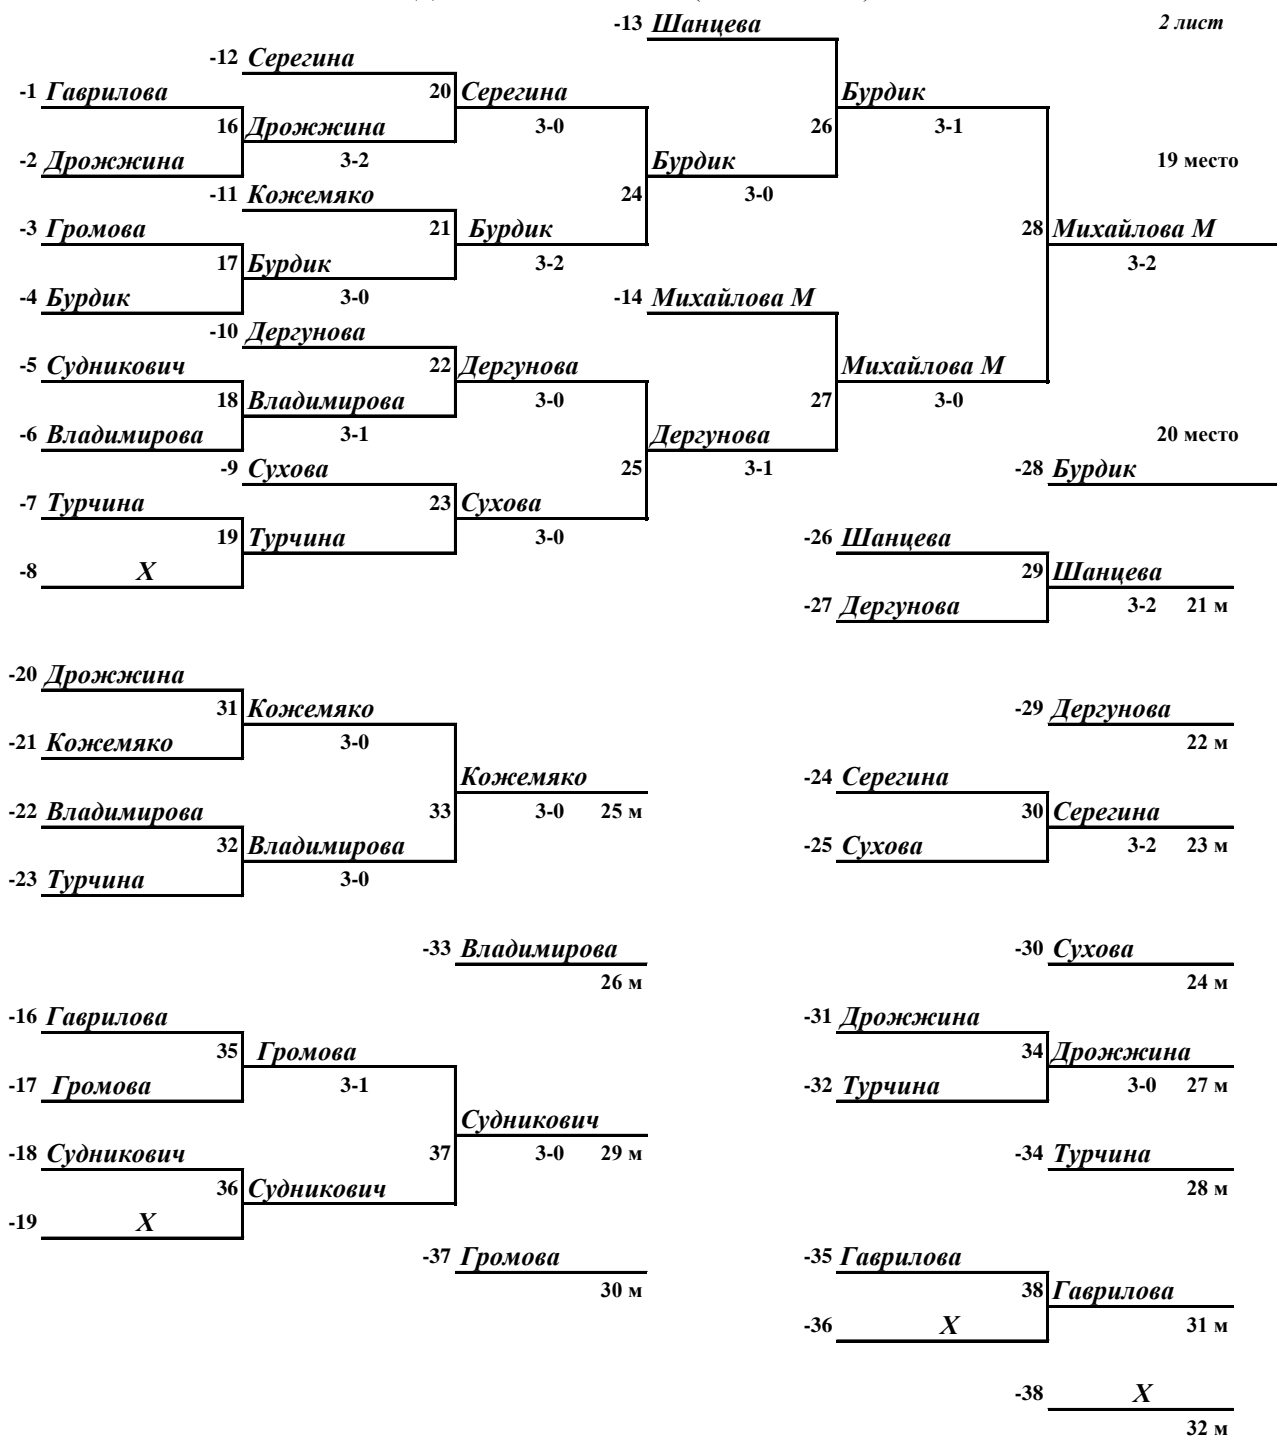 -13 Шанцева 2 лист
-12 Серегина
-1 Гаврилова 20 Серегина Бурдик
16 Дрожжина 3-0 26 3-1
-2 Дрожжина 3-2 Бурдик 19 место
-11 Кожемяко 24 3-0
-3 Громова 21 Бурдик 28 Михайлова М
17 Бурдик 3-2 3-2
-4 Бурдик 3-0 -14 Михайлова М
-10 Дергунова
-5 Судникович 22 Дергунова Михайлова М
18 Владимирова 3-0 27 3-0
-6 Владимирова 3-1 Дергунова 20 место
-9 Сухова 25 3-1 -28 Бурдик
-7 Турчина 23 Сухова
19 Турчина 3-0 -26 Шанцева
-8 X 29 Шанцева
-27 Дергунова 3-2 21 м
-20 Дрожжина
31 Кожемяко -29 Дергунова
-21 Кожемяко 3-0 22 м
Кожемяко -24 Серегина
-22 Владимирова 33 3-0 25 м 30 Серегина
32 Владимирова -25 Сухова 3-2 23 м
-23 Турчина 3-0
-33 Владимирова -30 Сухова
26 м 24 м
-16 Гаврилова -31 Дрожжина
35 Громова 34 Дрожжина
-17 Громова 3-1 -32 Турчина 3-0 27 м
Судникович
-18 Судникович 37 3-0 29 м -34 Турчина
36 Судникович 28 м
-19 X
-37 Громова -35 Гаврилова
30 м 38 Гаврилова
-36 X 31 м
-38 X
32 м